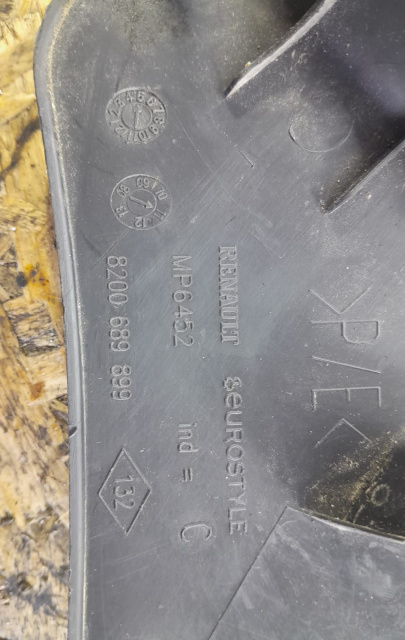 RENAULT &EUROSTYLE
MP6452 ind = C
8200 689 899 132
>P/E<